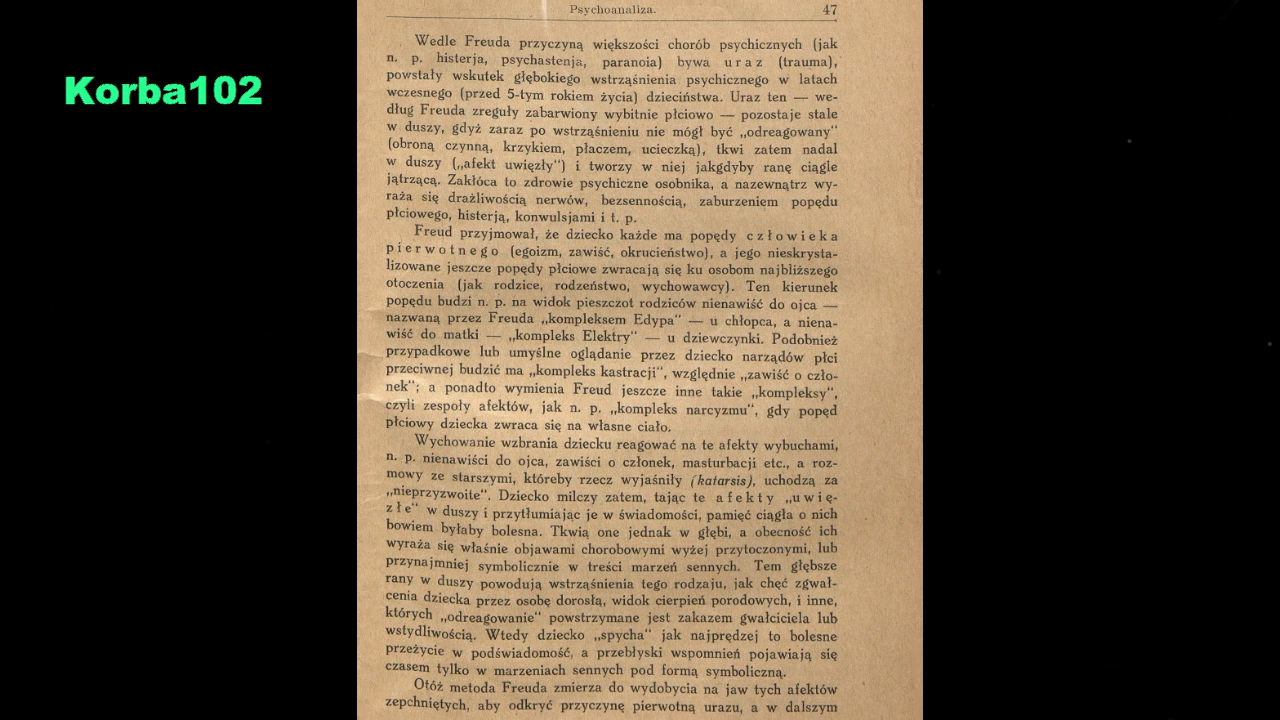 Psychoanaliza. 47
Korba102
Wedle Freuda przyczyną większości chorób psychicznych (jak
n. p. histerja, psychastenja, paranoia) bywa uraz (trauma),
powstały wskutek głębokiego wstrząśnienia psychicznego w latach
wczesnego (przed 5-tym rokiem życia) dzieciństwa. Uraz ten — we-
dług Freuda zreguły zabarwiony wybitnie płciowo — pozostaje stale
w duszy, gdyż zaraz po wstrząśnieniu nie mógł być „odreagowany“
(obroną czynną, krzykiem, płaczem, ucieczką), tkwi zatem nadal
w duszy („afekt uwięzły“) i tworzy w niej jakgdyby ranę ciągle
jątrzącą. Zakłóca to zdrowie psychiczne osobnika, a nazewnątrz wy-
raża się drażliwością nerwów, bezsennością, zaburzeniem popędu
płciowego, histerją, konwulsjami i t. p.
Freud przyjmował, że dziecko każde ma popędy człowieka
pierwotnego (egoizm, zawiść, okrucieństwo), a jego nieskrysta-
lizowane jeszcze popędy płciowe zwracają się ku osobom najbliższego
otoczenia (jak rodzice, rodzeństwo, wychowawcy). Ten kierunek
popędu budzi n. p. na widok pieszczot rodziców nienawiść do ojca —
nazwaną przez Freuda „kompleksem Edypa“ — u chłopca, a niena-
wiść do matki — „kompleks Elektry“ — u dziewczynki. Podobnież
przypadkowe lub umyślne oglądanie przez dziecko narządów płci
przeciwnej budzić ma „kompleks kastracji“, względnie „zawiść o czło-
nek“; a ponadto wymienia Freud jeszcze inne takie „kompleksy“,
czyli zespoły afektów, jak n. p. „kompleks narcyzmu“, gdy popęd
płciowy dziecka zwraca się na własne ciało.
Wychowanie wzbrania dziecku reagować na te afekty wybuchami,
n. p. nienawiści do ojca, zawiści o członek, masturbacji etc., a roz-
mowy ze starszymi, któreby rzecz wyjaśniły (katarsis), uchodzą za
„nieprzyzwoite“. Dziecko milczy zatem, tając te afekty „uwię-
złe“ w duszy i przytłumiając je w świadomości, pamięć ciągła o nich
bowiem byłaby bolesna. Tkwią one jednak w głębi, a obecność ich
wyraża się właśnie objawami chorobowymi wyżej przytoczonymi, lub
przynajmniej symbolicznie w treści marzeń sennych. Tem głębsze
rany w duszy powodują wstrząśnienia tego rodzaju, jak chęć zgwał-
cenia dziecka przez osobę dorosłą, widok cierpień porodowych, i inne,
których „odreagowanie“ powstrzymane jest zakazem gwałciciela lub
wstydliwością. Wtedy dziecko „spycha“ jak najprędzej to bolesne
przeżycie w podświadomość, a przebłyski wspomnień pojawiają się
czasem tylko w marzeniach sennych pod formą symboliczną.
Otóż metoda Freuda zmierza do wydobycia na jaw tych afektów
zepchniętych, aby odkryć przyczynę pierwotną urazu, a w dalszym